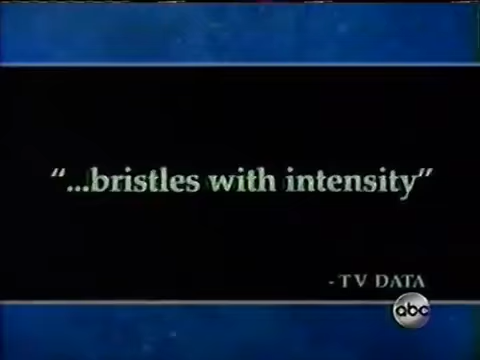 “...bristles with intensity”
- TV DATA
abc